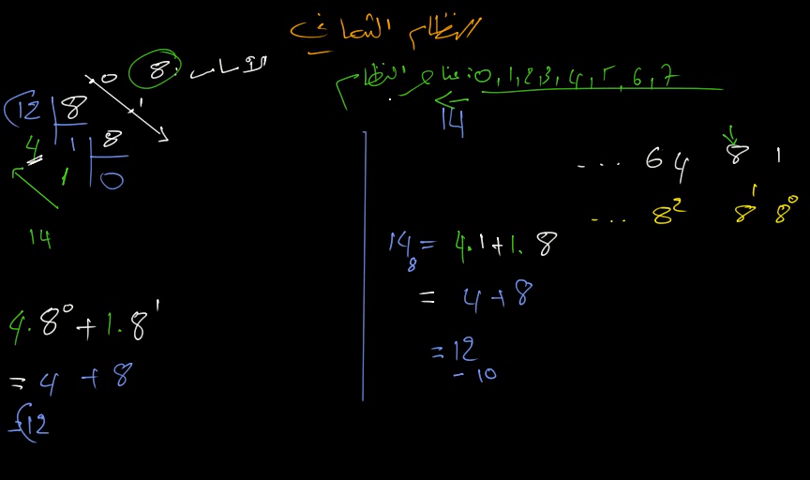 النظام الثماني
الأساس: 8
عناصر النظام: 0, 1, 2, 3, 4, 5, 6, 7
12 8
4 1 8
1 0
0
1
14
4. 8⁰ + 1. 8¹
= 4 + 8
= 12
14
14₈ = 4. 1 + 1. 8
= 4 + 8
= 12
- 10
... 64 8 1
... 8² 8¹ 8⁰